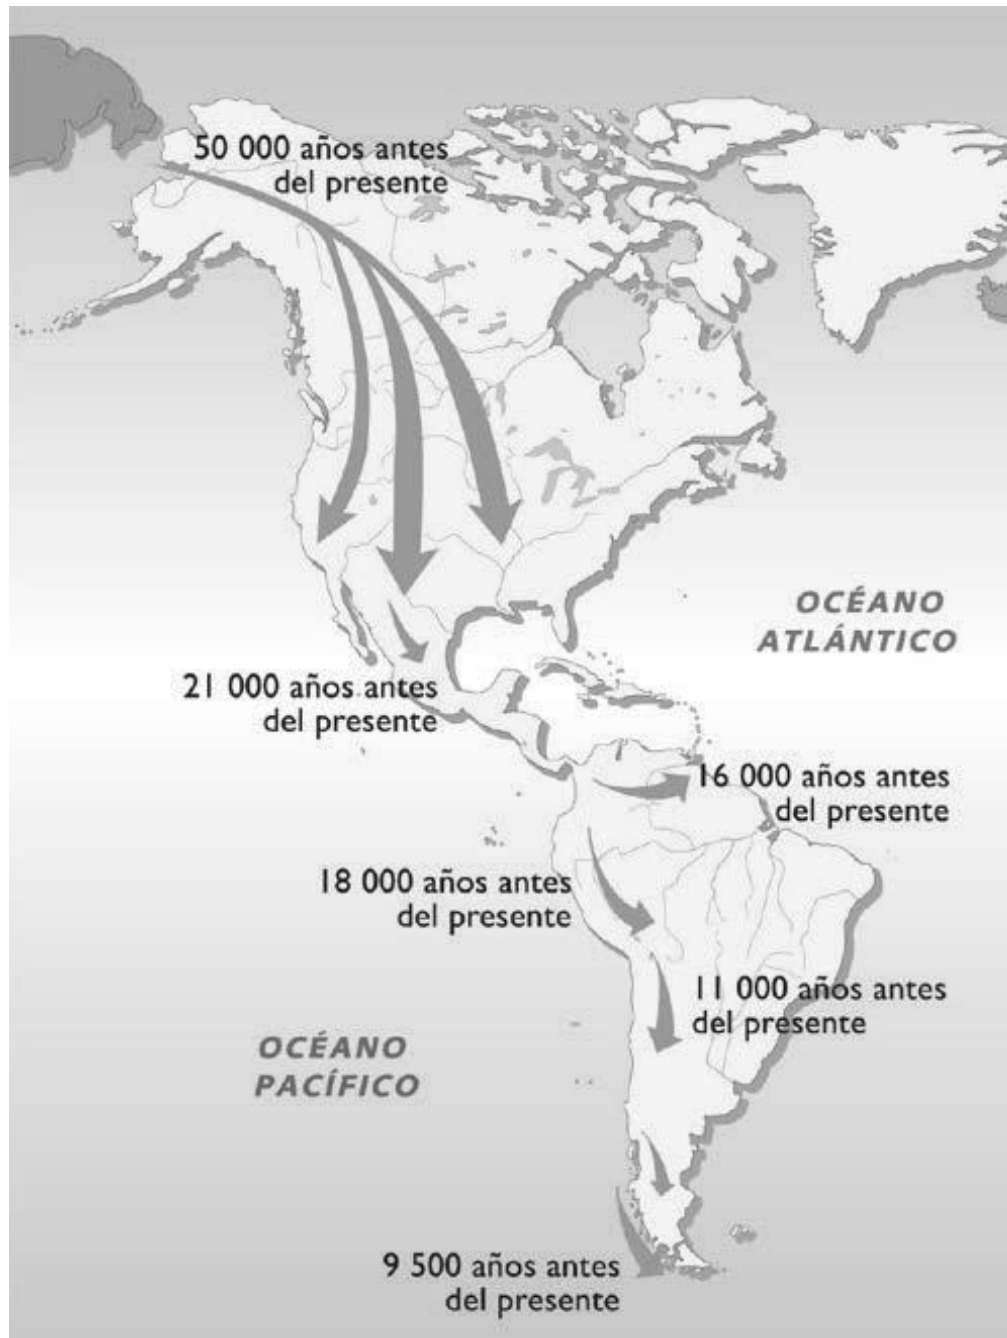 50 000 años antes
del presente
OCÉANO
ATLÁNTICO
21 000 años antes
del presente
16 000 años antes
del presente
18 000 años antes
del presente
11 000 años antes
del presente
OCÉANO
PACÍFICO
9 500 años antes
del presente